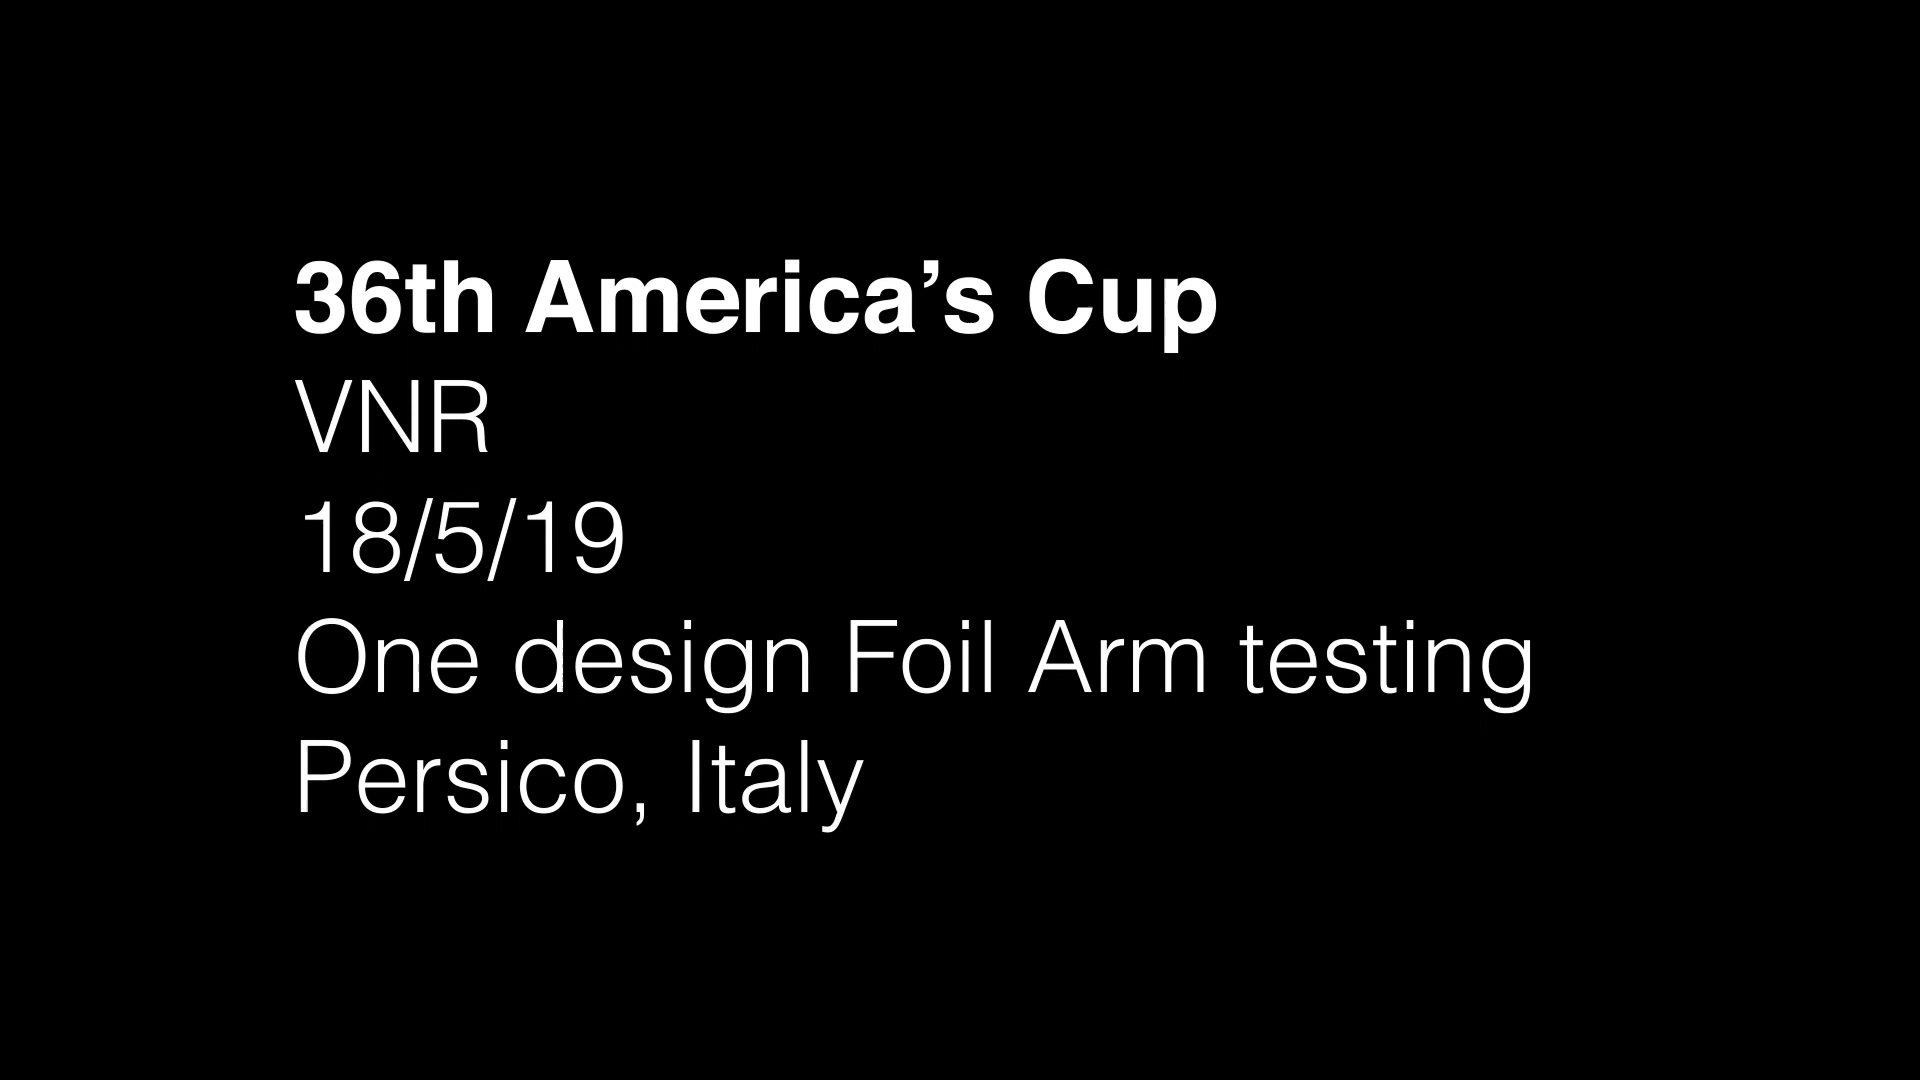 36th America’s Cup
VNR
18/5/19
One design Foil Arm testing
Persico, Italy